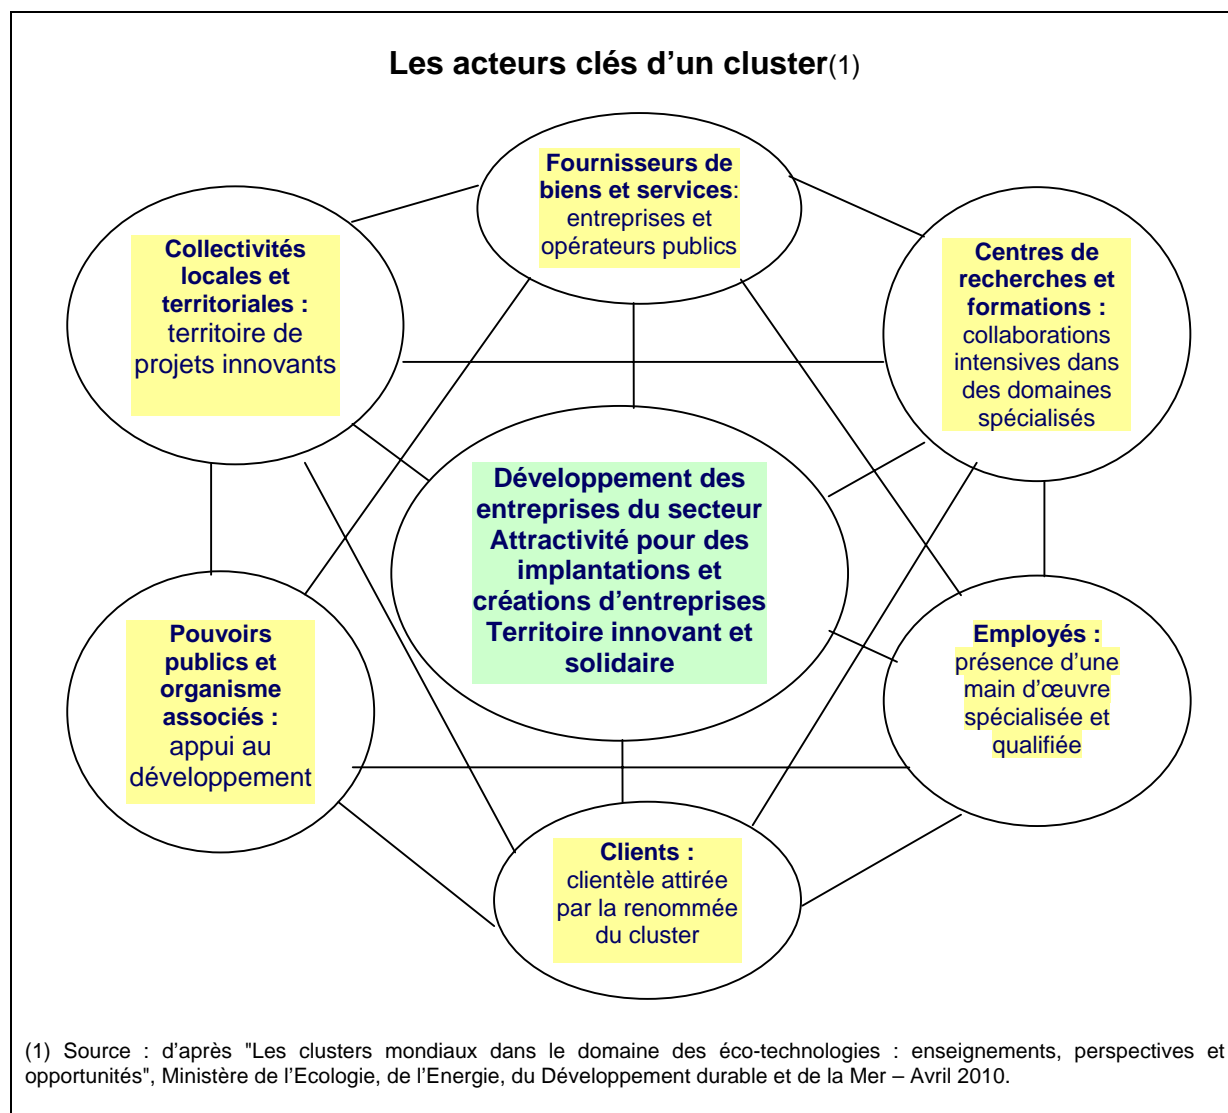 Les acteurs clés d'un cluster(1)
Fournisseurs de
biens et services:
entreprises et
opérateurs publics
Collectivités
locales et
territoriales :
territoire de
projets innovants
Centres de
recherches et
formations :
collaborations
intensives dans
des domaines
spécialisés
Développement des
entreprises du secteur
Attractivité pour des
implantations et
créations d'entreprises
Territoire innovant et
solidaire
Pouvoirs
publics et
organisme
associés :
appui au
développement
Employés :
présence d'une
main d'œuvre
spécialisée et
qualifiée
Clients :
clientèle attirée
par la renommée
du cluster
(1) Source : d'après "Les clusters mondiaux dans le domaine des éco-technologies : enseignements, perspectives et
opportunités", Ministère de l'Ecologie, de l'Energie, du Développement durable et de la Mer – Avril 2010.